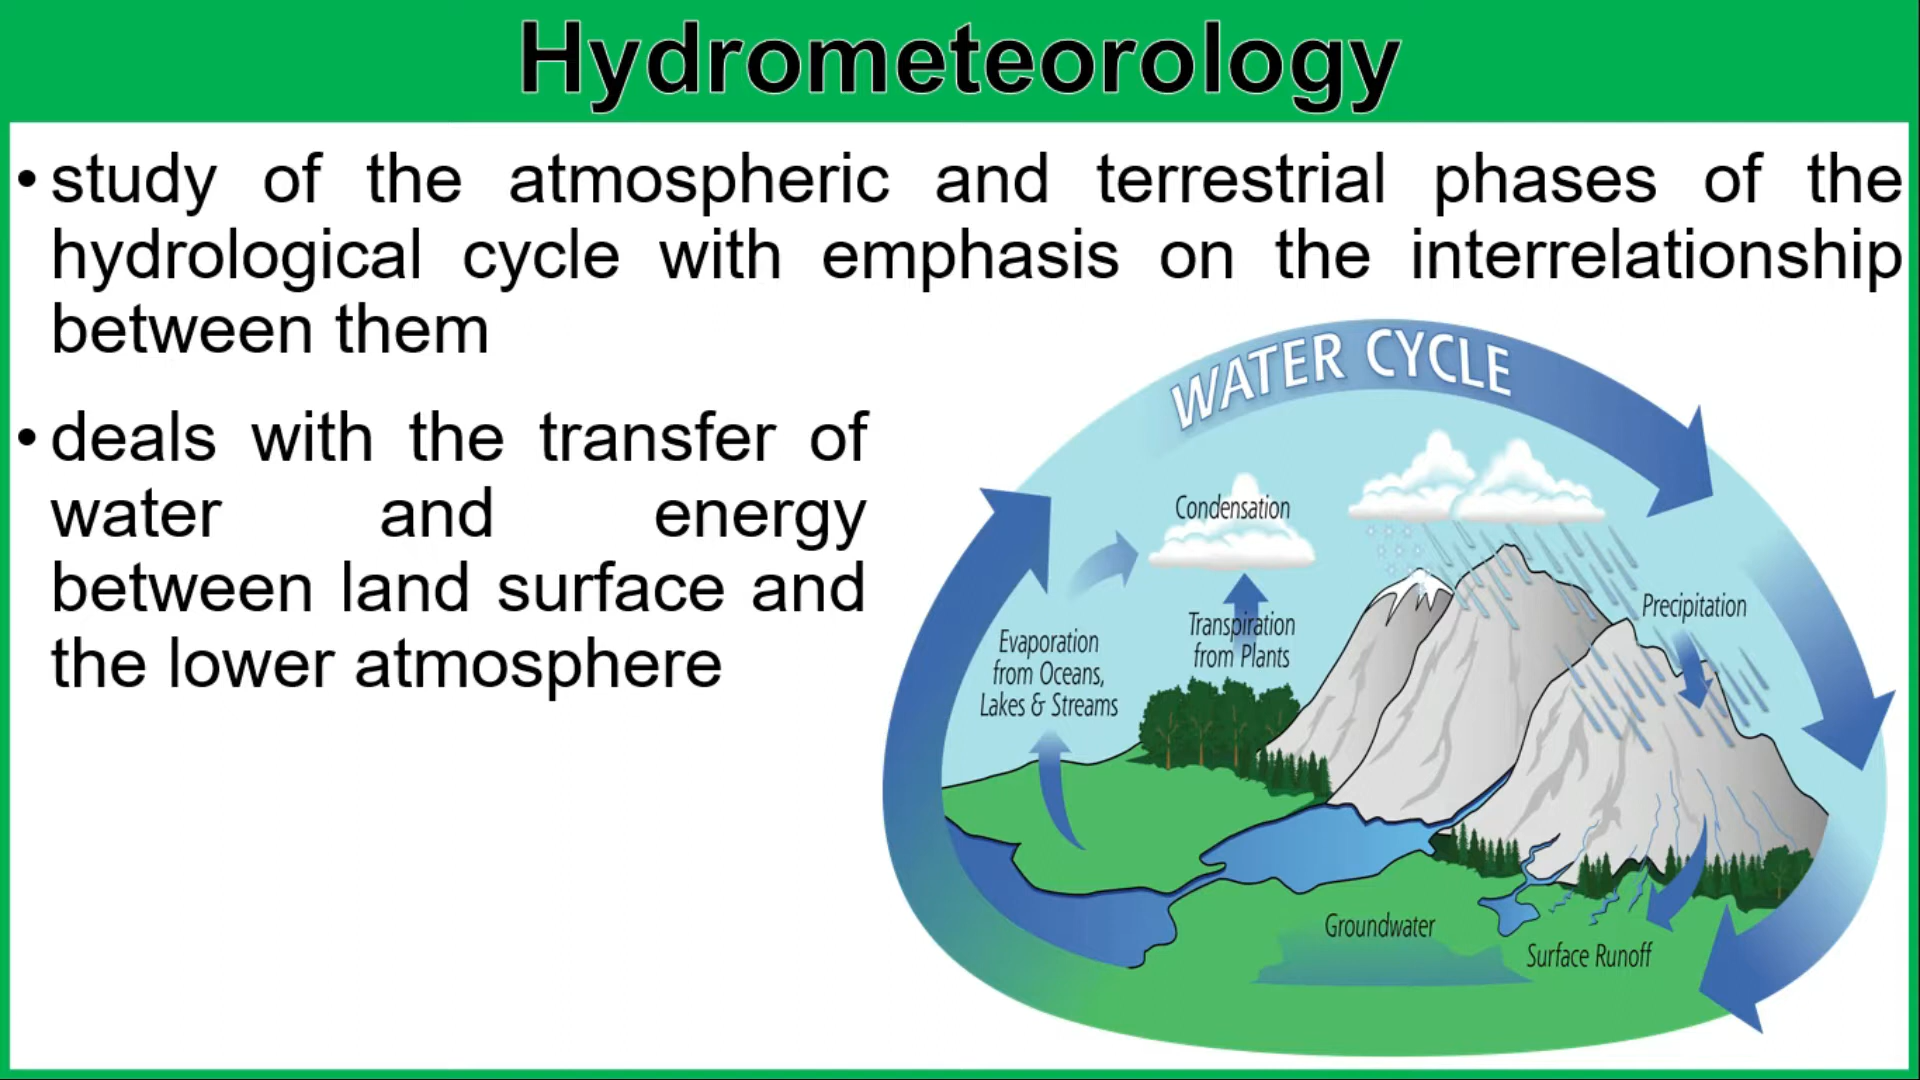 Hydrometeorology
• study of the atmospheric and terrestrial phases of the
hydrological cycle with emphasis on the interrelationship
between them
• deals with the transfer of
water and energy
between land surface and
the lower atmosphere
WATER CYCLE
Condensation
Precipitation
Transpiration
from Plants
Evaporation
from Oceans,
Lakes & Streams
Groundwater
Surface Runoff